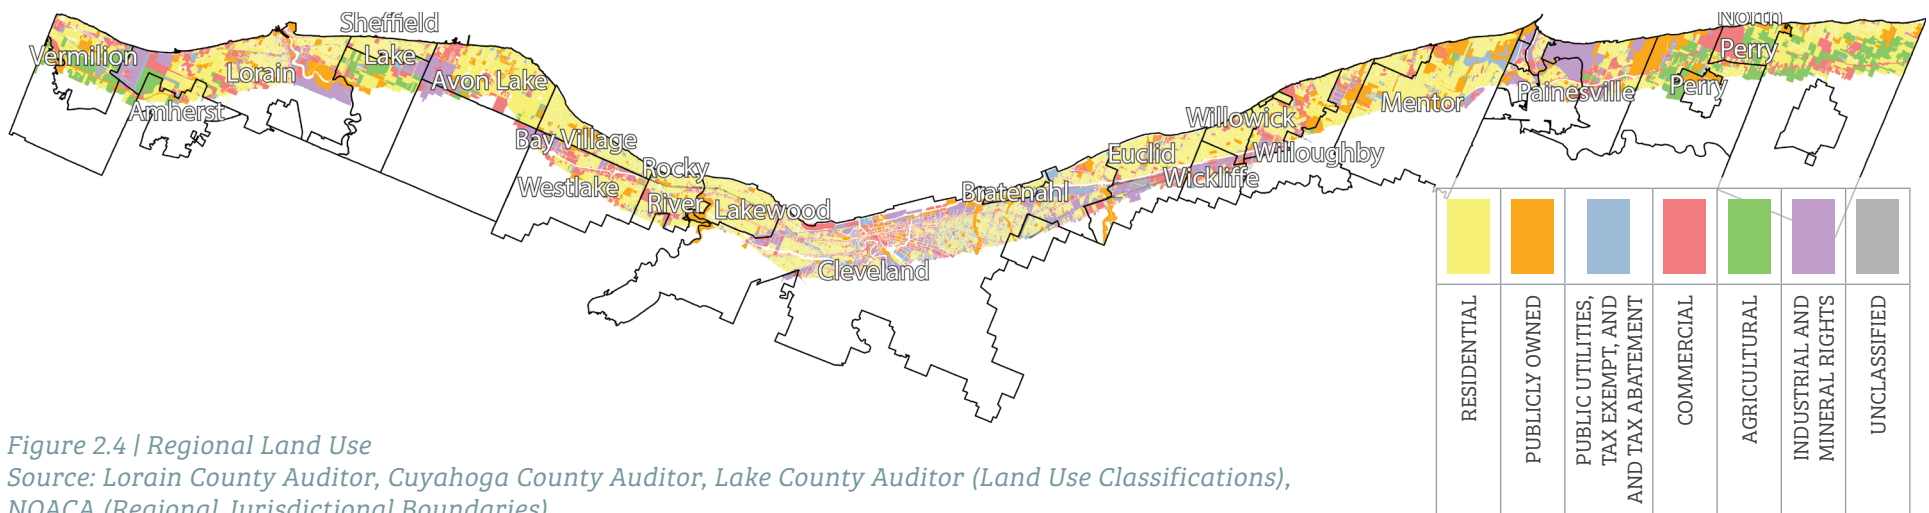 Vermilion
Amherst
Lorain
Sheffield
Lake
Avon Lake
Bay Village
Westlake
Rocky
River
Lakewood
Cleveland
Bratenahl
Euclid
Wickliffe
Willowick
Willoughby
Mentor
Painesville
Perry
North
Perry
RESIDENTIAL
PUBLICLY OWNED
PUBLIC UTILITIES,
TAX EXEMPT, AND
AND TAX ABATEMENT
COMMERCIAL
AGRICULTURAL
INDUSTRIAL AND
MINERAL RIGHTS
UNCLASSIFIED
Figure 2.4 | Regional Land Use
Source: Lorain County Auditor, Cuyahoga County Auditor, Lake County Auditor (Land Use Classifications),
NOACA (Regional Jurisdictional Boundaries)